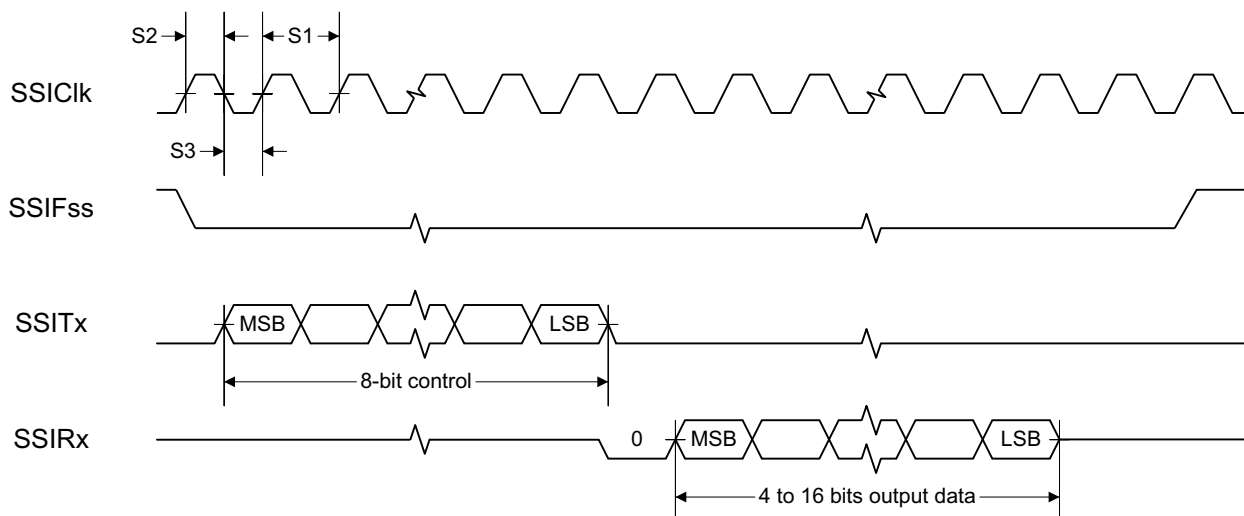 S2
S1
SSIClk
S3
SSIFss
SSITx
MSB
LSB
8-bit control
SSIRx
0
MSB
LSB
4 to 16 bits output data